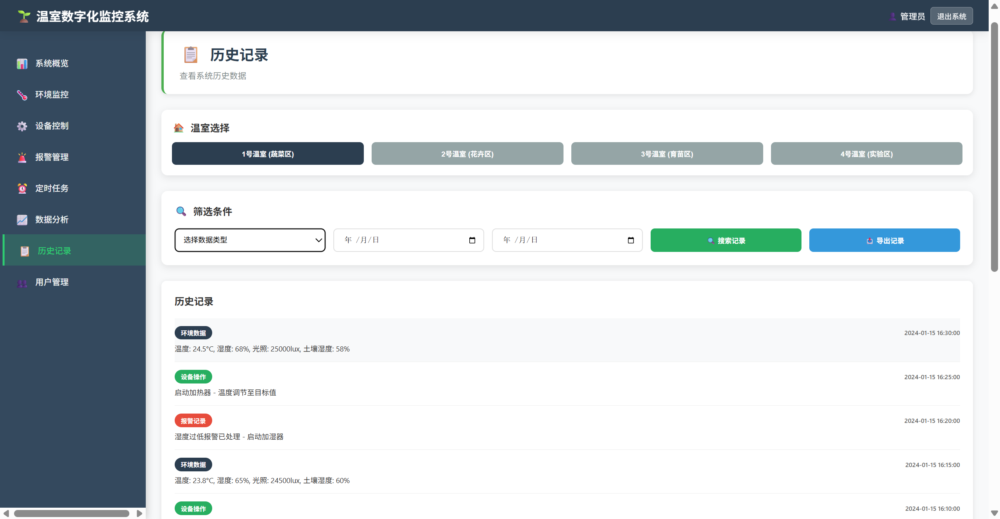 温室数字化监控系统
管理员
退出系统
系统概览
环境监控
设备控制
报警管理
定时任务
数据分析
历史记录
用户管理
历史记录
查看系统历史数据
温室选择
1号温室 (蔬菜区)
2号温室 (花卉区)
3号温室 (育苗区)
4号温室 (实验区)
筛选条件
选择数据类型
年 /月/日
年 /月/日
搜索记录
导出记录
历史记录
环境数据
2024-01-15 16:30:00
温度: 24.5°C, 湿度: 68%, 光照: 25000lux, 土壤湿度: 58%
设备操作
2024-01-15 16:25:00
启动加热器 - 温度调节至目标值
报警记录
2024-01-15 16:20:00
湿度过低报警已处理 - 启动加湿器
环境数据
2024-01-15 16:15:00
温度: 23.8°C, 湿度: 65%, 光照: 24500lux, 土壤湿度: 60%
设备操作
2024-01-15 16:10:00